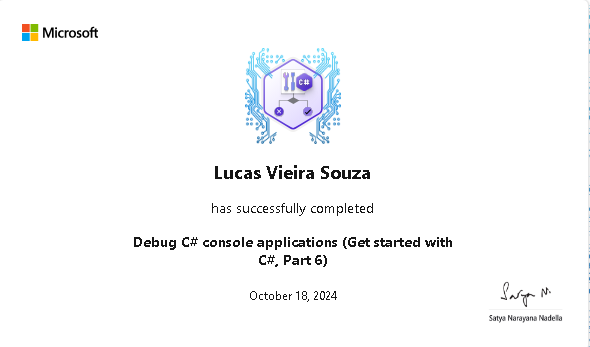 Microsoft
C#
Lucas Vieira Souza
has successfully completed
Debug C# console applications (Get started with
C#, Part 6)
October 18, 2024
Satya N.
Satya Narayana Nadella